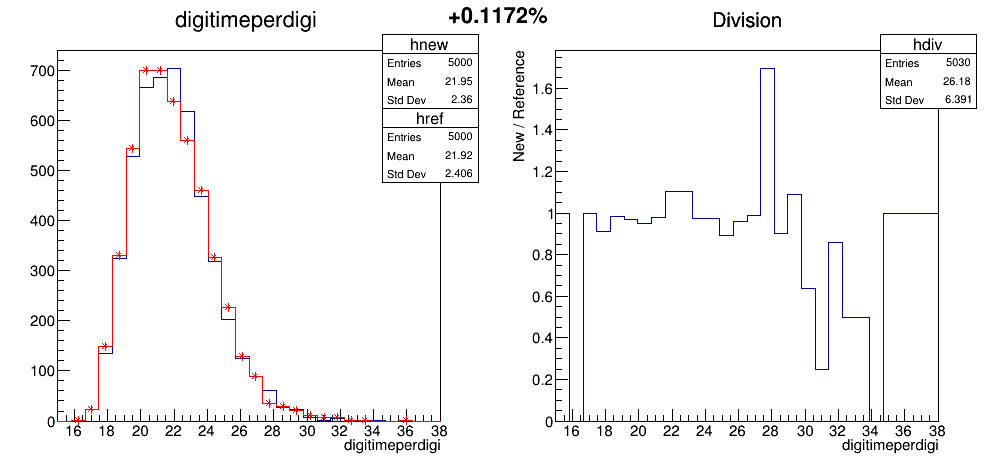 digitimeperdigi
+0.1172%
Division
hnew
Entries 5000
Mean 21.95
Std Dev 2.36
href
Entries 5000
Mean 21.92
Std Dev 2.406
700
600
500
400
300
200
100
0
16 18 20 22 24 26 28 30 32 34 36 38
digitimeperdigi
hdiv
Entries 5030
Mean 26.18
Std Dev 6.391
New / Reference
1.6
1.4
1.2
1
0.8
0.6
0.4
0.2
0
16 18 20 22 24 26 28 30 32 34 36 38
digitimeperdigi